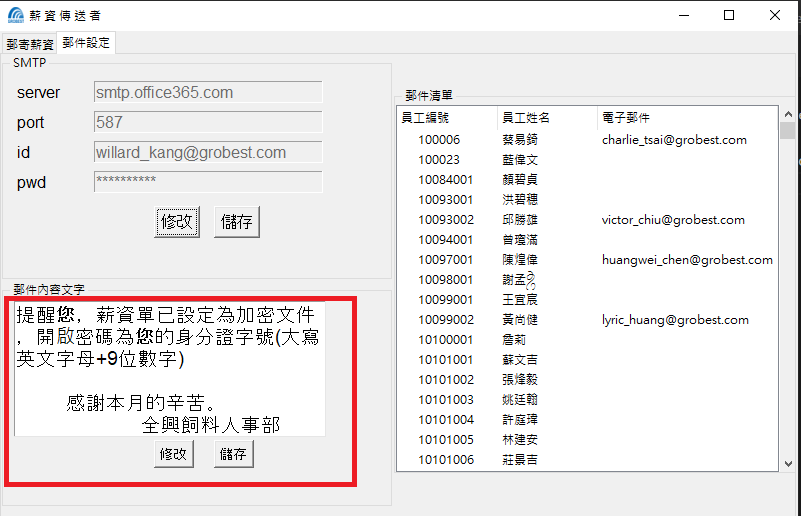 薪資傳送者
郵寄薪資 郵件設定
SMTP
server smtp.office365.com
port 587
id willard_kang@grobest.com
pwd **********
修改 儲存
郵件內容文字
提醒您，薪資單已設定為加密文件
，開啟密碼為您的身分證字號(大寫
英文字母+9位數字)
感謝本月的辛苦。
全興飼料人事部
修改 儲存
郵件清單
員工編號 員工姓名 電子郵件
100006 蔡易錡 charlie_tsai@grobest.com
100023 藍偉文
10084001 顏碧貞
10093001 洪碧穗
10093002 邱勝雄 victor_chiu@grobest.com
10094001 曾瓊滿
10097001 陳煌偉 huangwei_chen@grobest.com
10098001 謝孟
10099001 王宜宸
10099002 黃尚健 lyric_huang@grobest.com
10100001 詹莉
10101001 蘇文吉
10101002 張烽毅
10101003 姚廷翰
10101004 許庭瑋
10101005 林建安
10101006 莊景吉